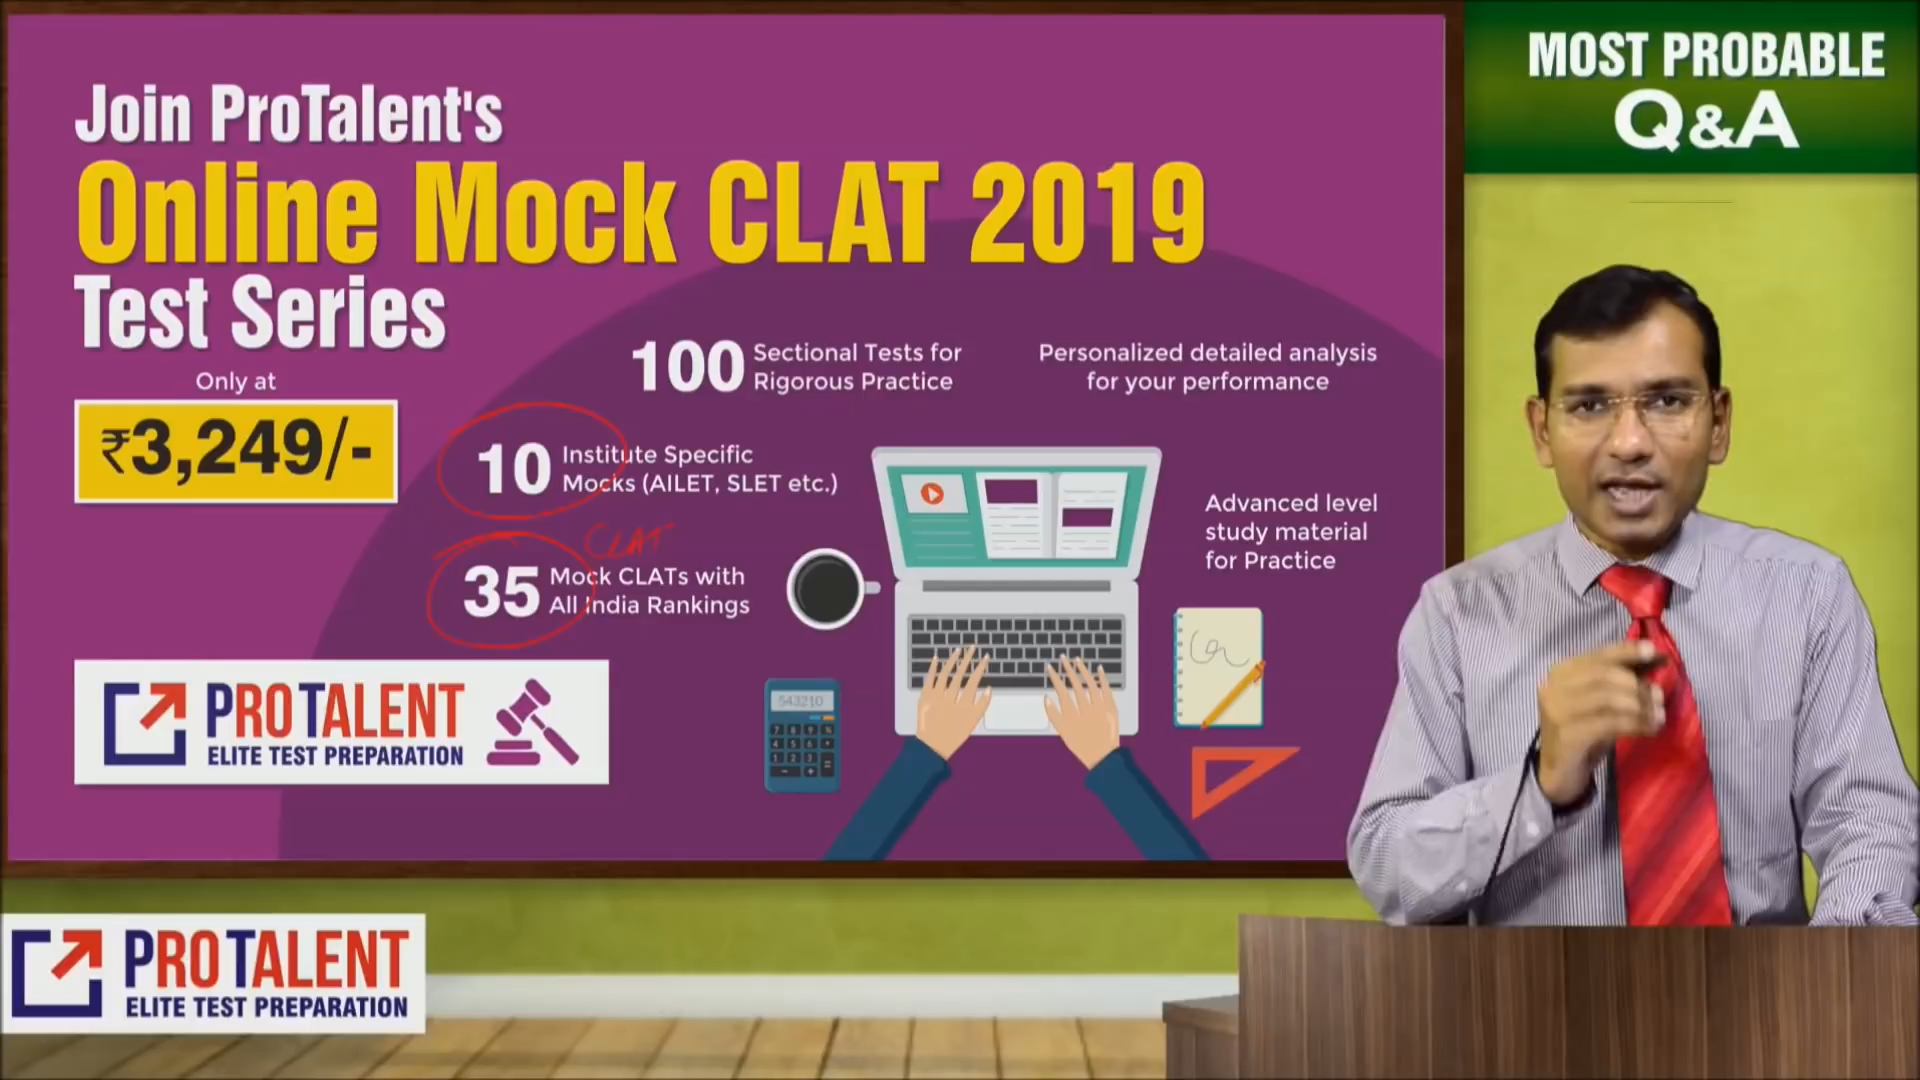 Join ProTalent's
Online Mock CLAT 2019
Test Series
Only at
₹3,249/-
100 Sectional Tests for
Rigorous Practice
Personalized detailed analysis
for your performance
10 Institute Specific
Mocks (AILET, SLET etc.)
CLAT
35 Mock CLATs with
All India Rankings
Advanced level
study material
for Practice
543210
PROTALENT
ELITE TEST PREPARATION
MOST PROBABLE
Q&A
PROTALENT
ELITE TEST PREPARATION